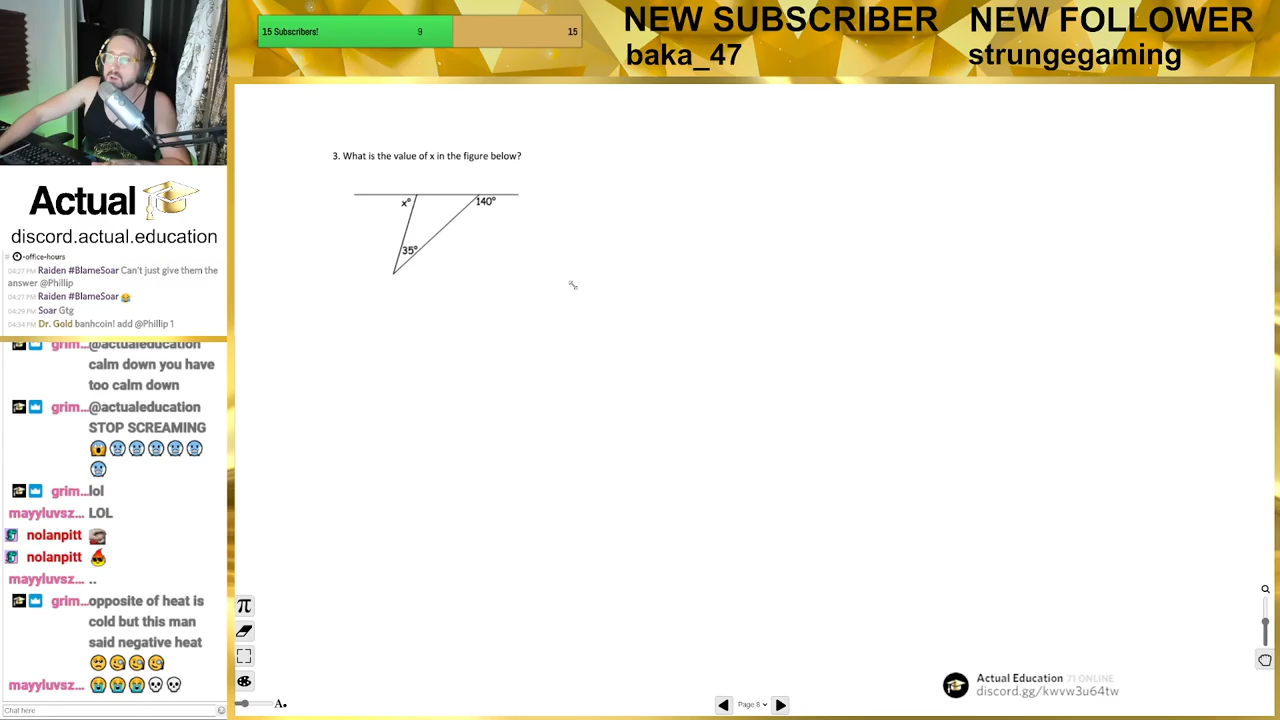 15 Subscribers!
9
15
NEW SUBSCRIBER
baka_47
NEW FOLLOWER
strungegaming
Actual
discord.actual.education
# -office-hours
04:27 PM Raiden #BlameSoar Can't just give them the
answer @Phillip
04:27 PM Raiden #BlameSoar 😂
04:29 PM Soar Gtg
04:34 PM Dr. Gold banhcoin! add @Phillip 1
grim... @actualeducation
calm down you have
too calm down
grim... @actualeducation
STOP SCREAMING
😱🥶🥶🥶🥶🥶
🥶
grim... lol
mayyluvsz... LOL
nolanpitt
nolanpitt
mayyluvsz... ..
grim... opposite of heat is
cold but this man
said negative heat
🥺🧐🧐🧐
mayyluvsz... 😭😭😭💀💀
Chat here
3. What is the value of x in the figure below?
x°
140°
35°
π
A
Page 8
Actual Education 71 ONLINE
discord.gg/kwvw3u64tw